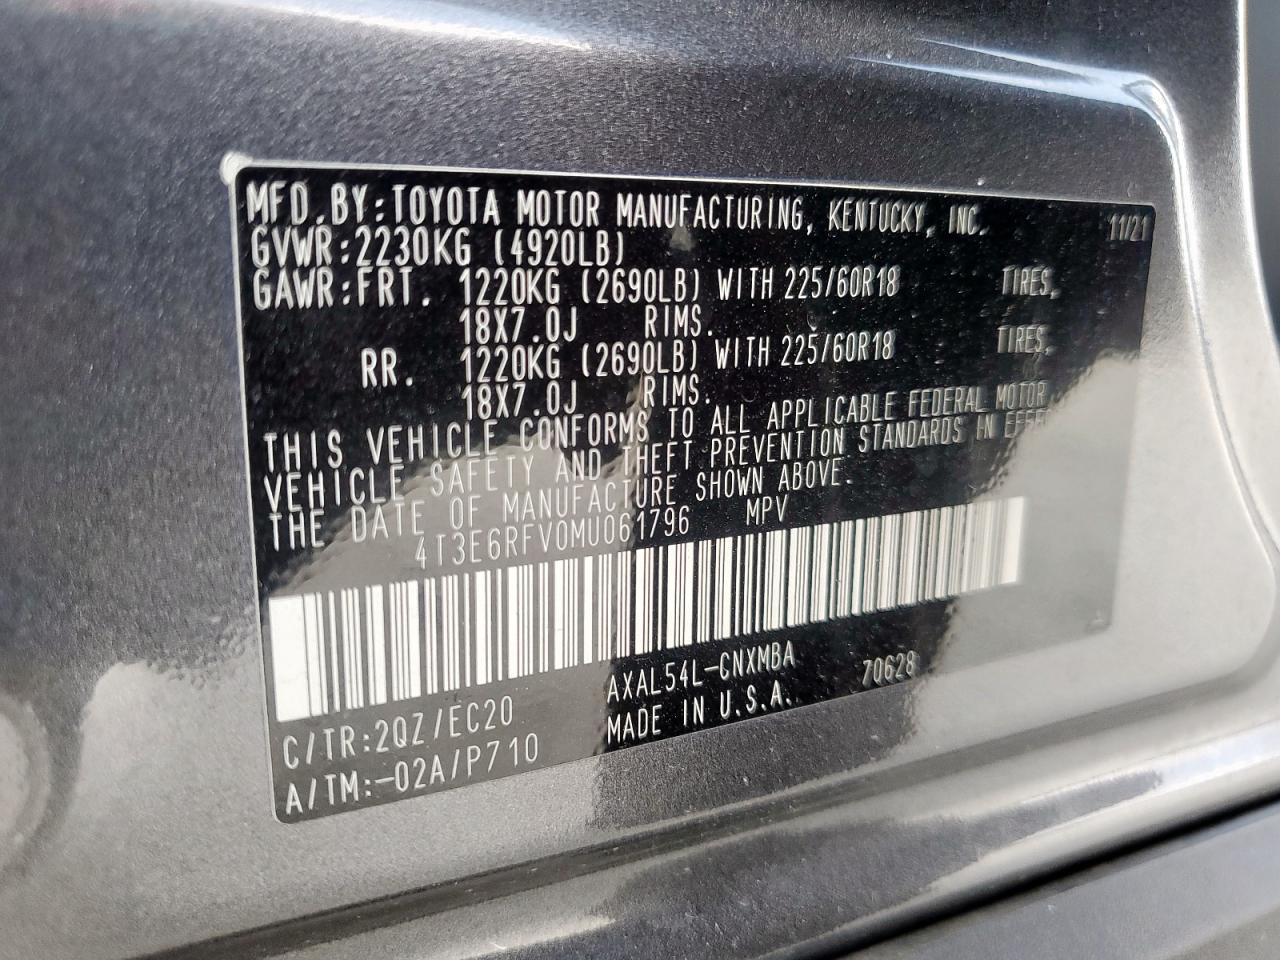 MFD.BY:TOYOTA MOTOR MANUFACTURING, KENTUCKY, INC. 11/21
GVWR:2230KG (4920LB)
GAWR:FRT. 1220KG (2690LB) WITH 225/60R18 TIRES,
18X7.0J RIMS.
RR. 1220KG (2690LB) WITH 225/60R18 TIRES,
18X7.0J RIMS.
THIS VEHICLE CONFORMS TO ALL APPLICABLE FEDERAL MOTOR
VEHICLE SAFETY AND THEFT PREVENTION STANDARDS IN
THE DATE OF MANUFACTURE SHOWN ABOVE.
4T3E6RFV0MU061796 MPV
AXAL54L-CNXMBA 70628
C/TR:2QZ/EC20 MADE IN U.S.A.
A/TM:-02A/P710